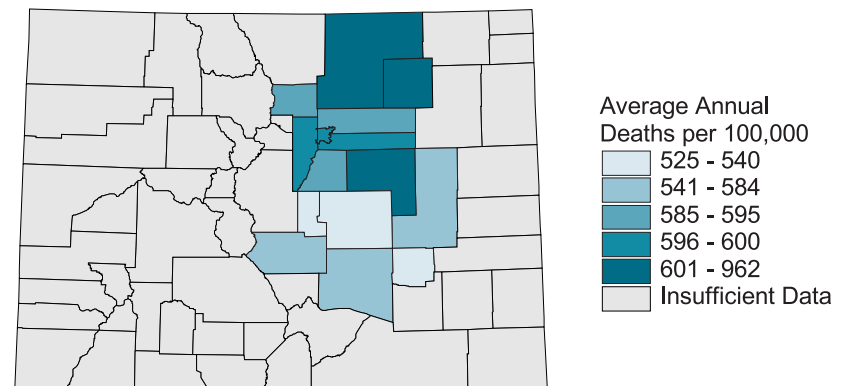 Average Annual
Deaths per 100,000
525 - 540
541 - 584
585 - 595
596 - 600
601 - 962
Insufficient Data